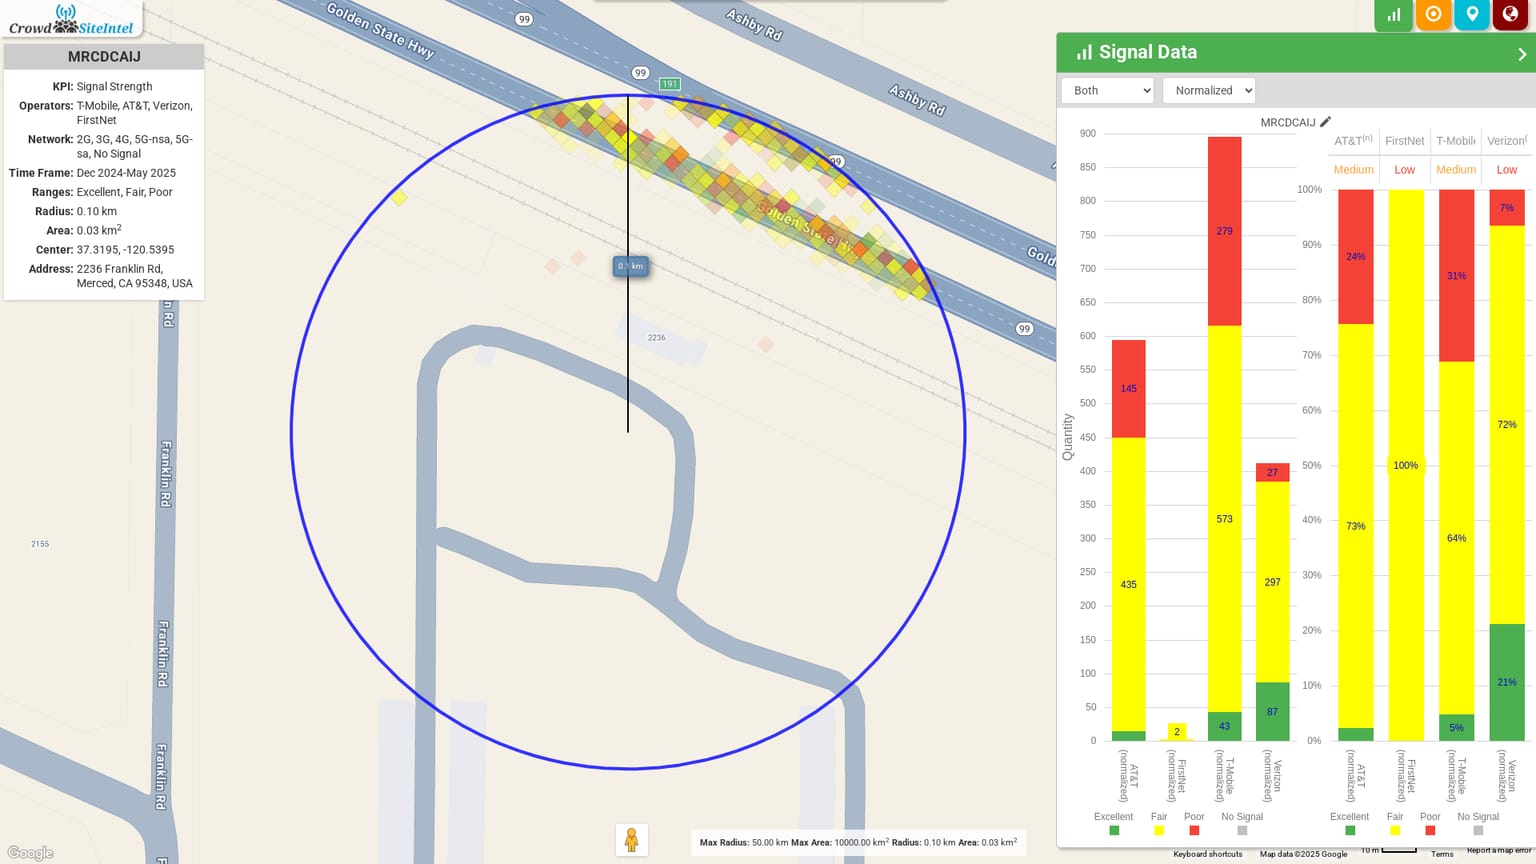 Crowd SiteIntel
MRCDCAIJ
KPI: Signal Strength
Operators: T-Mobile, AT&T, Verizon,
FirstNet
Network: 2G, 3G, 4G, 5G-nsa, 5G-
sa, No Signal
Time Frame: Dec 2024-May 2025
Ranges: Excellent, Fair, Poor
Radius: 0.10 km
Area: 0.03 km²
Center: 37.3195, -120.5395
Address: 2236 Franklin Rd,
Merced, CA 95348, USA
Golden State Hwy
99
Ashby Rd
99
191
Ashby Rd
99
Golden State Hwy
Gold
99
0.1 km
2236
2155
n Rd
Franklin Rd
Franklin Rd
Franklin Rd
F
Google
Max Radius: 50.00 km Max Area: 10000.00 km² Radius: 0.10 km Area: 0.03 km²
Signal Data
Both
Normalized
MRCDCAIJ
Quantity
900
850
800
750
700
650
600
550
500
450
400
350
300
250
200
150
100
50
0
145
435
2
279
573
43
27
297
87
AT&T
(normalized)
FirstNet
(normalized)
T-Mobile
(normalized)
Verizon
(normalized)
Excellent Fair Poor No Signal
AT&T(n) FirstNet T-Mobile Verizon(
Medium Low Medium Low
100%
90%
80%
70%
60%
50%
40%
30%
20%
10%
0%
24%
73%
100%
31%
64%
5%
7%
72%
21%
AT&T
(normalized)
FirstNet
(normalized)
T-Mobile
(normalized)
Verizon
(normalized)
Excellent Fair Poor No Signal
Keyboard shortcuts Map data ©2025 Google 10 m Terms Report a map error